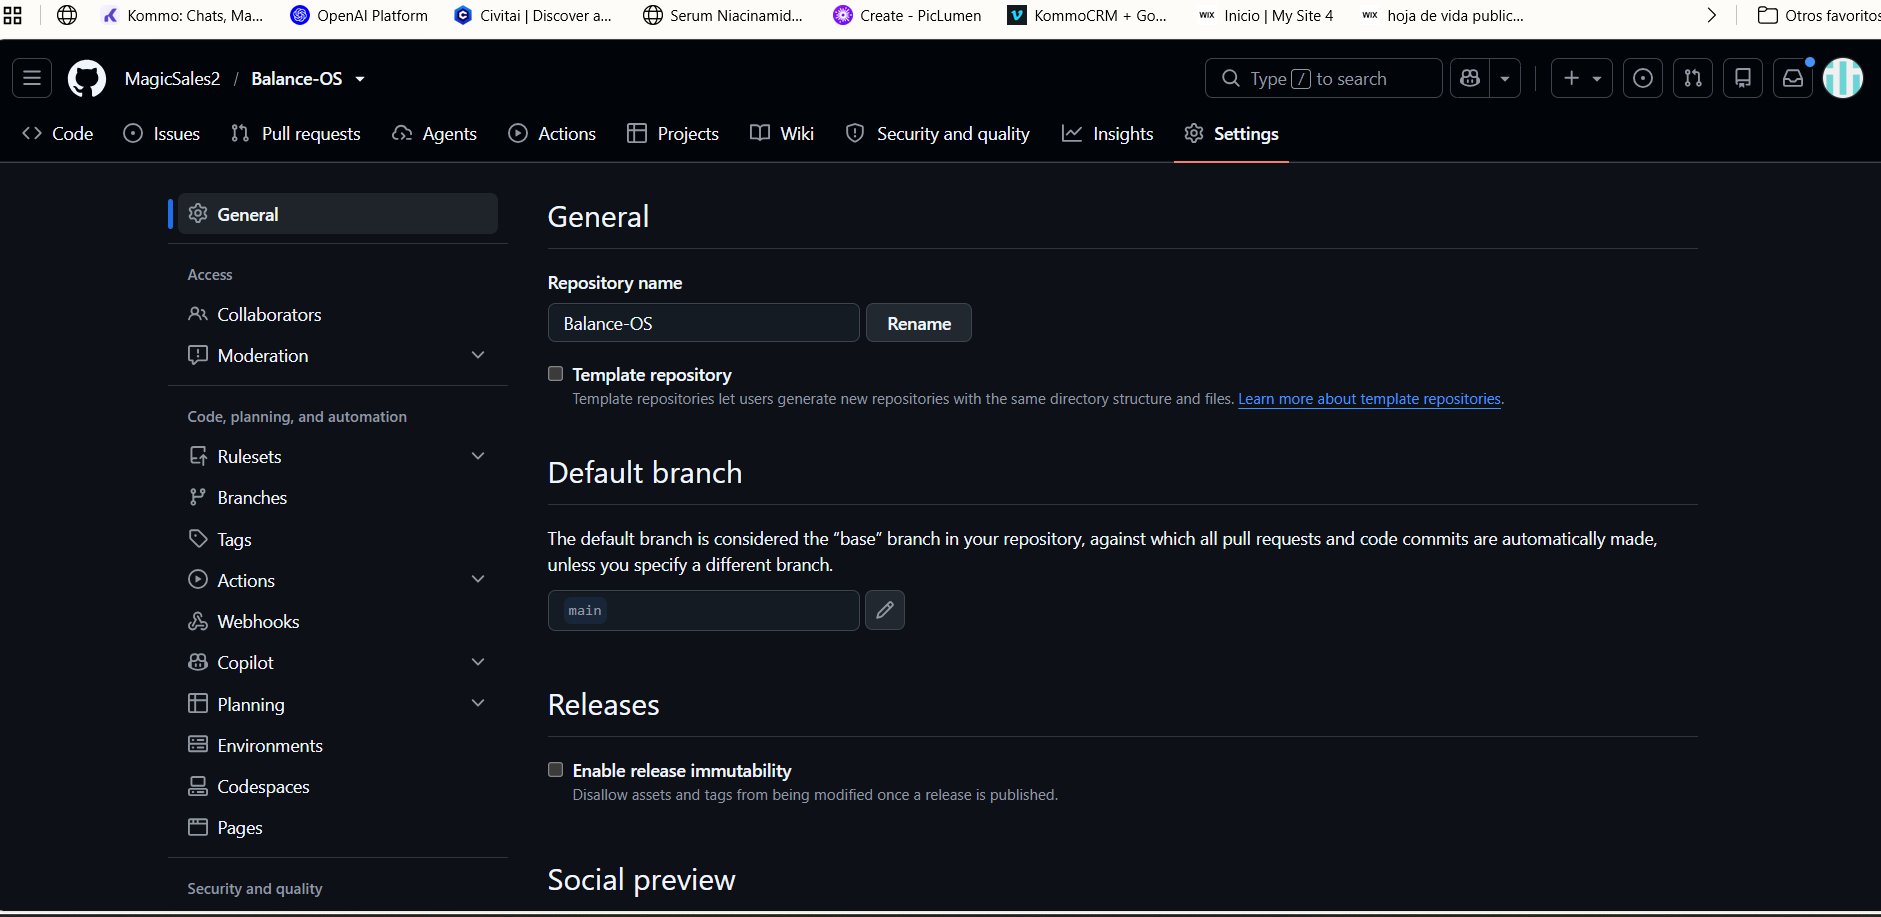 Kommo: Chats, Ma... OpenAI Platform Civitai | Discover a... Serum Niacinamid... Create - PicLumen KommoCRM + Go... WIX Inicio | My Site 4 WIX hoja de vida public... Otros favoritos
MagicSales2 / Balance-OS Type / to search
Code Issues Pull requests Agents Actions Projects Wiki Security and quality Insights Settings
General
Access
Collaborators
Moderation
Code, planning, and automation
Rulesets
Branches
Tags
Actions
Webhooks
Copilot
Planning
Environments
Codespaces
Pages
Security and quality
General
Repository name
Balance-OS Rename
Template repository
Template repositories let users generate new repositories with the same directory structure and files. Learn more about template repositories.
Default branch
The default branch is considered the “base” branch in your repository, against which all pull requests and code commits are automatically made,
unless you specify a different branch.
main
Releases
Enable release immutability
Disallow assets and tags from being modified once a release is published.
Social preview